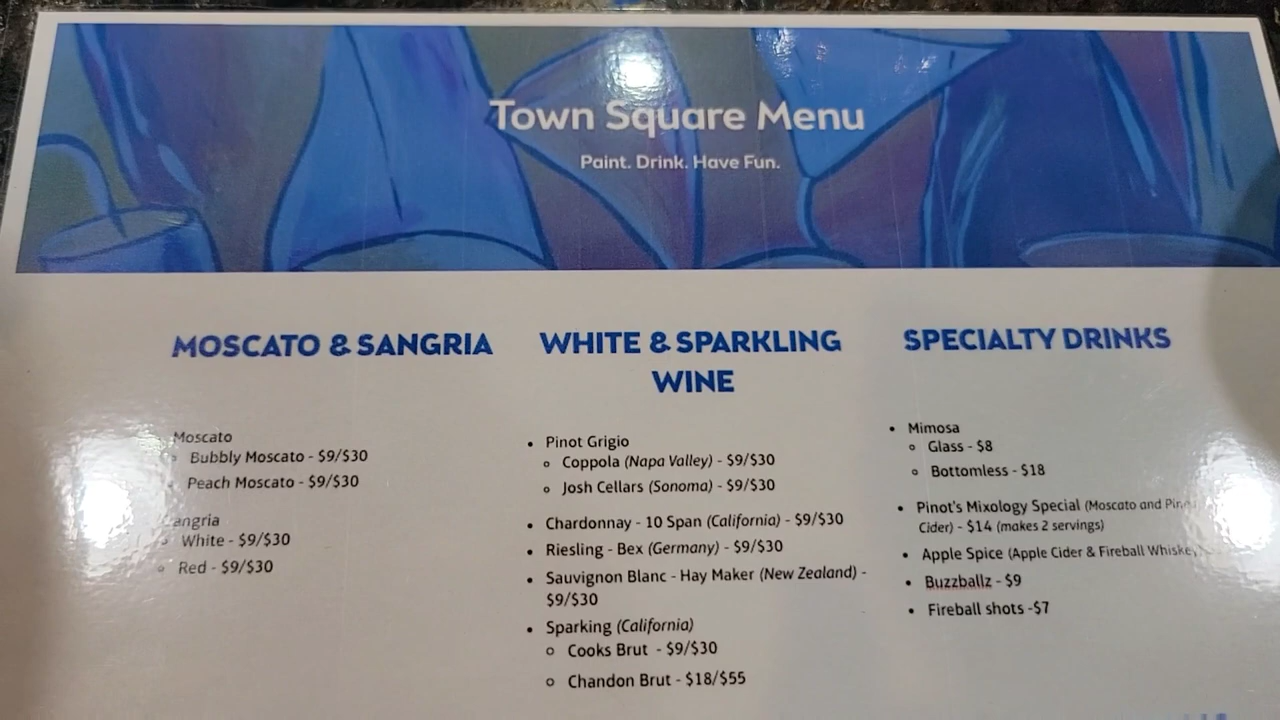 Town Square Menu
Paint. Drink. Have Fun.
MOSCATO & SANGRIA
Moscato
Bubbly Moscato - $9/$30
Peach Moscato - $9/$30
angria
White - $9/$30
Red - $9/$30
WHITE & SPARKLING
WINE
• Pinot Grigio
o Coppola (Napa Valley) - $9/$30
o Josh Cellars (Sonoma) - $9/$30
• Chardonnay - 10 Span (California) - $9/$30
• Riesling - Bex (Germany) - $9/$30
• Sauvignon Blanc - Hay Maker (New Zealand) -
$9/$30
• Sparking (California)
o Cooks Brut - $9/$30
o Chandon Brut - $18/$55
SPECIALTY DRINKS
• Mimosa
o Glass - $8
o Bottomless - $18
• Pinot's Mixology Special (Moscato and
Cider) - $14 (makes 2 servings)
• Apple Spice (Apple Cider & Fireball Whiskey
• Buzzballz - $9
• Fireball shots -$7